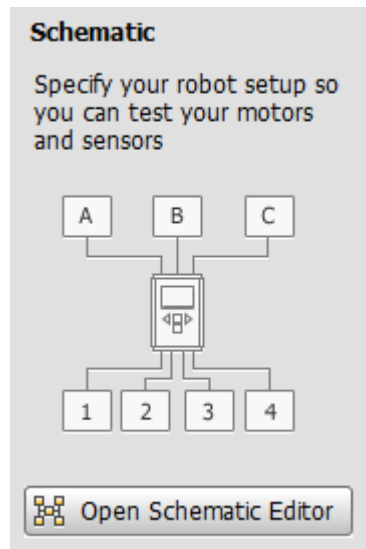 Schematic
Specify your robot setup so
you can test your motors
and sensors
A B C
1 2 3 4
Open Schematic Editor